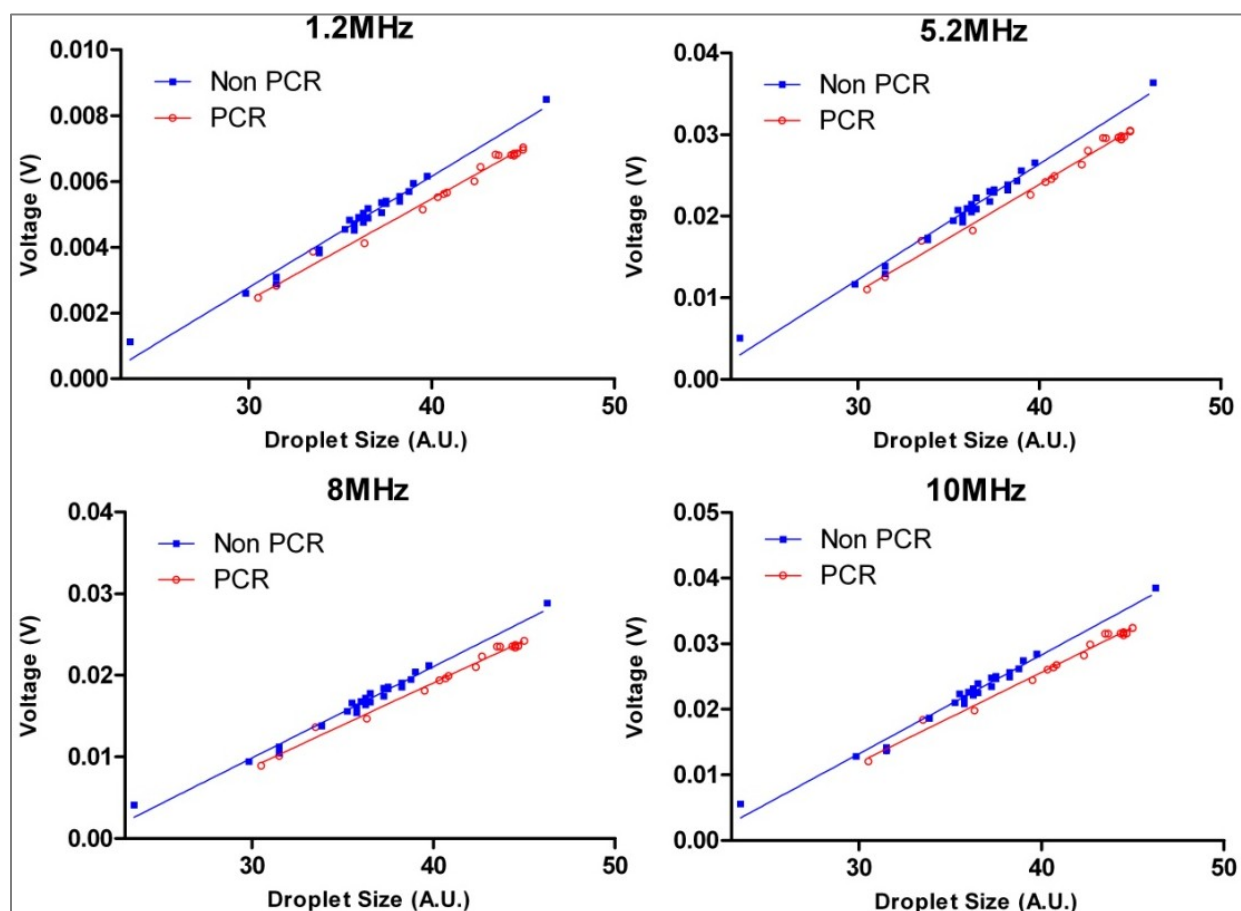 1.2MHz
0.010
0.008
0.006
0.004
0.002
0.000
Voltage (V)
Non PCR
PCR
30
40
50
Droplet Size (A.U.)
5.2MHz
0.04
0.03
0.02
0.01
0.00
Voltage (V)
Non PCR
PCR
30
40
50
Droplet Size (A.U.)
8MHz
0.04
0.03
0.02
0.01
0.00
Voltage (V)
Non PCR
PCR
30
40
50
Droplet Size (A.U.)
10MHz
0.05
0.04
0.03
0.02
0.01
0.00
Voltage (V)
Non PCR
PCR
30
40
50
Droplet Size (A.U.)